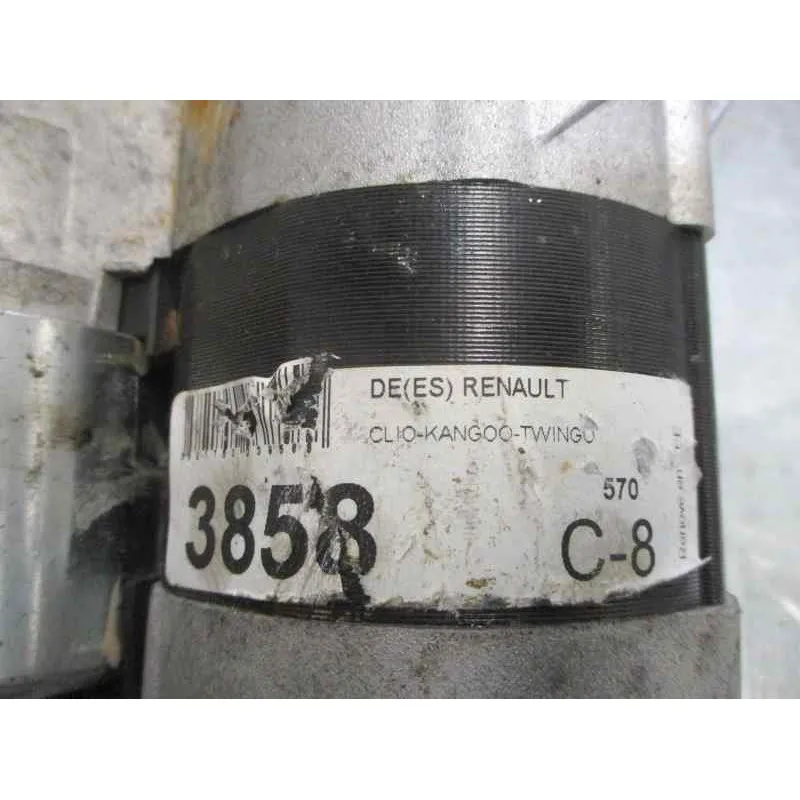 DE(ES) RENAULT
CLIO-KANGOO-TWINGO
3858
570
C-8